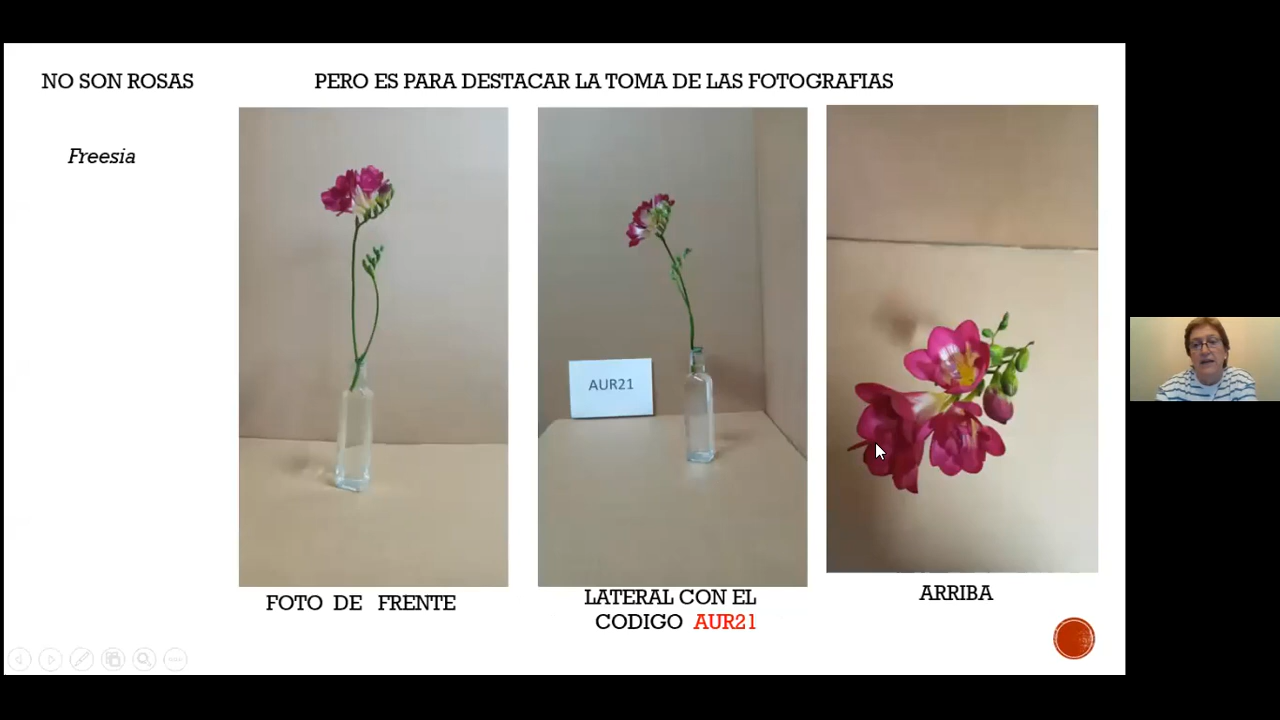 NO SON ROSAS
PERO ES PARA DESTACAR LA TOMA DE LAS FOTOGRAFIAS
Freesia
AUR21
FOTO DE FRENTE
LATERAL CON EL
CODIGO AUR21
ARRIBA